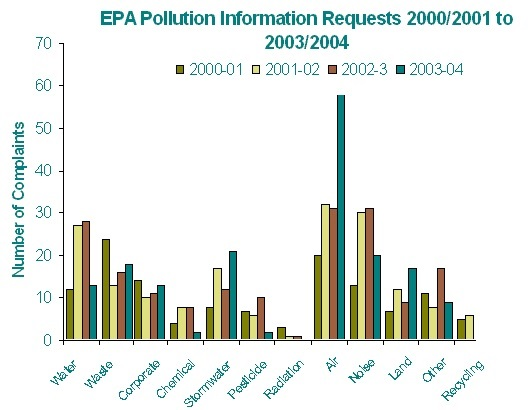 EPA Pollution Information Requests 2000/2001 to
2003/2004
70
2000-01 2001-02 2002-3 2003-04
60
50
40
30
20
10
0
Number of Complaints
Water Waste Corporate Chemical Stormwater Pesticide Radiation Air Noise Land Other Recycling